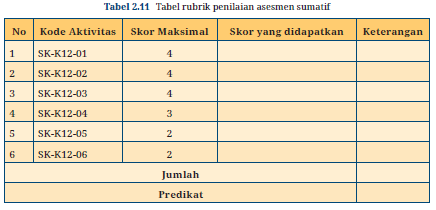 Tabel 2.11 Tabel rubrik penilaian asesmen sumatif
No Kode Aktivitas Skor Maksimal Skor yang didapatkan Keterangan
1 SK-K12-01 4
2 SK-K12-02 4
3 SK-K12-03 4
4 SK-K12-04 3
5 SK-K12-05 2
6 SK-K12-06 2
Jumlah
Predikat